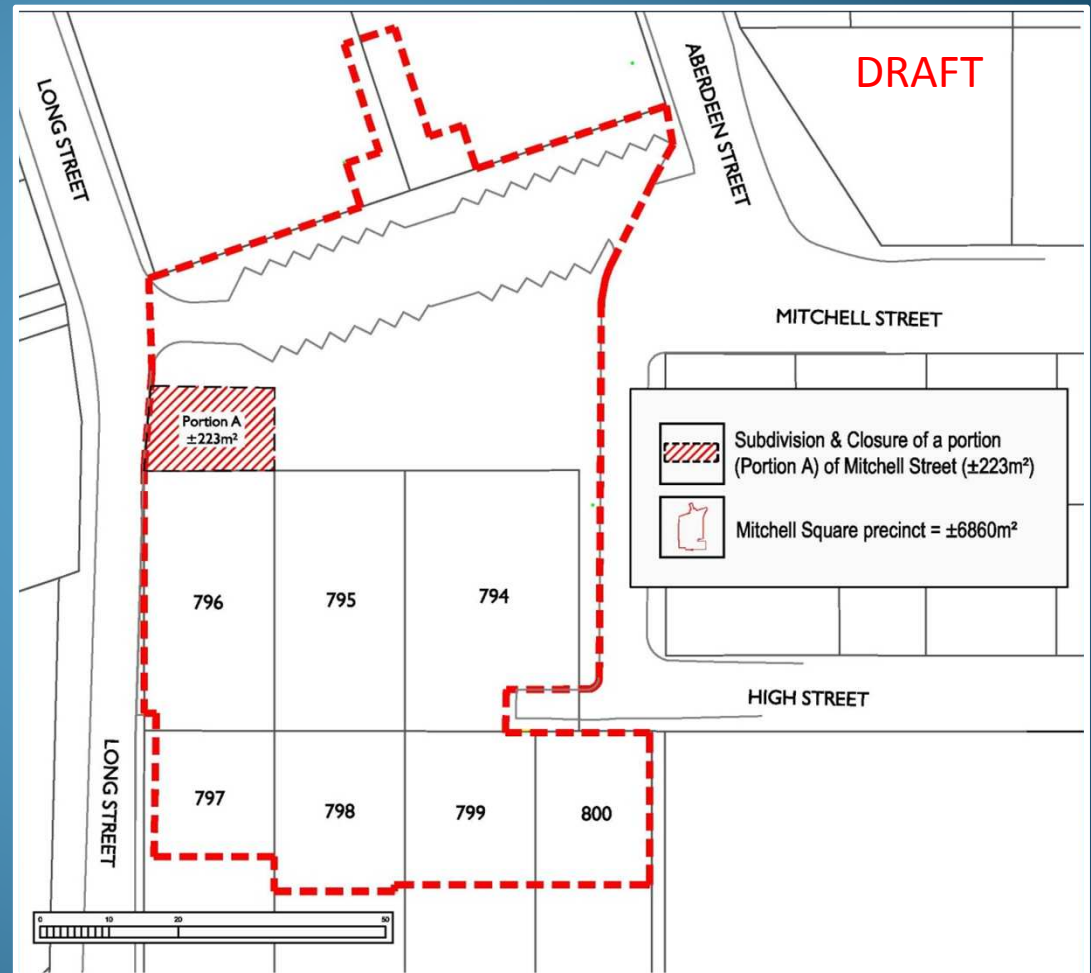 DRAFT
LONG STREET
ABERDEEN STREET
MITCHELL STREET
Portion A
±223m²
Subdivision & Closure of a portion
(Portion A) of Mitchell Street (±223m²)
Mitchell Square precinct = ±6860m²
796
795
794
HIGH STREET
LONG STREET
797
798
799
800
0 10 20 50